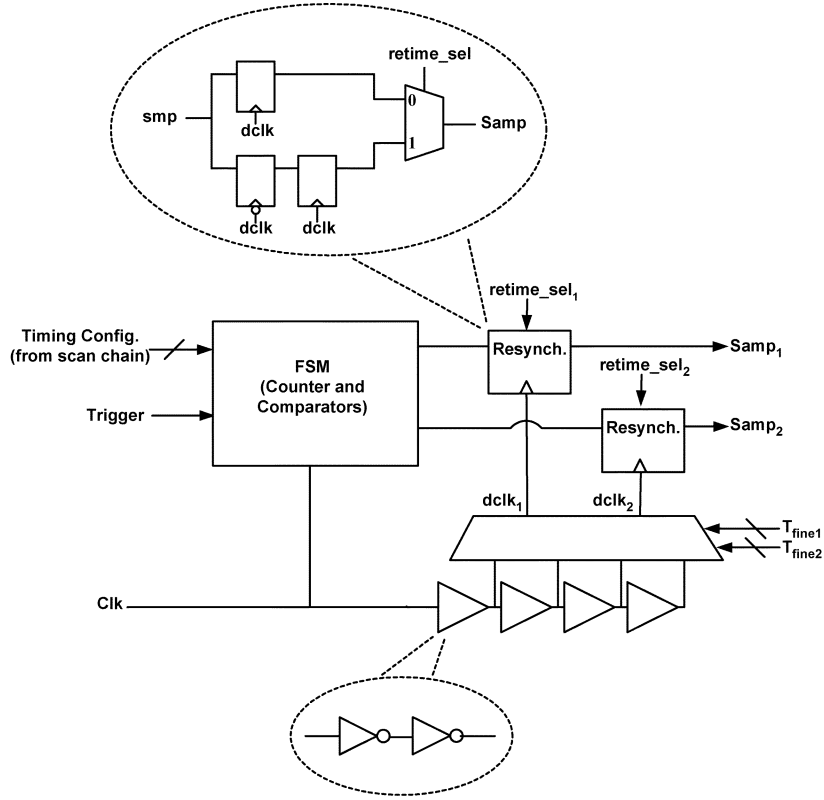 retime_sel
0
smp
Samp
dclk
1
dclk
dclk
retime_sel1
Timing Config.
(from scan chain)
FSM
(Counter and
Comparators)
Resynch.
Samp1
retime_sel2
Trigger
Resynch.
Samp2
dclk1
dclk2
Tfine1
Tfine2
Clk